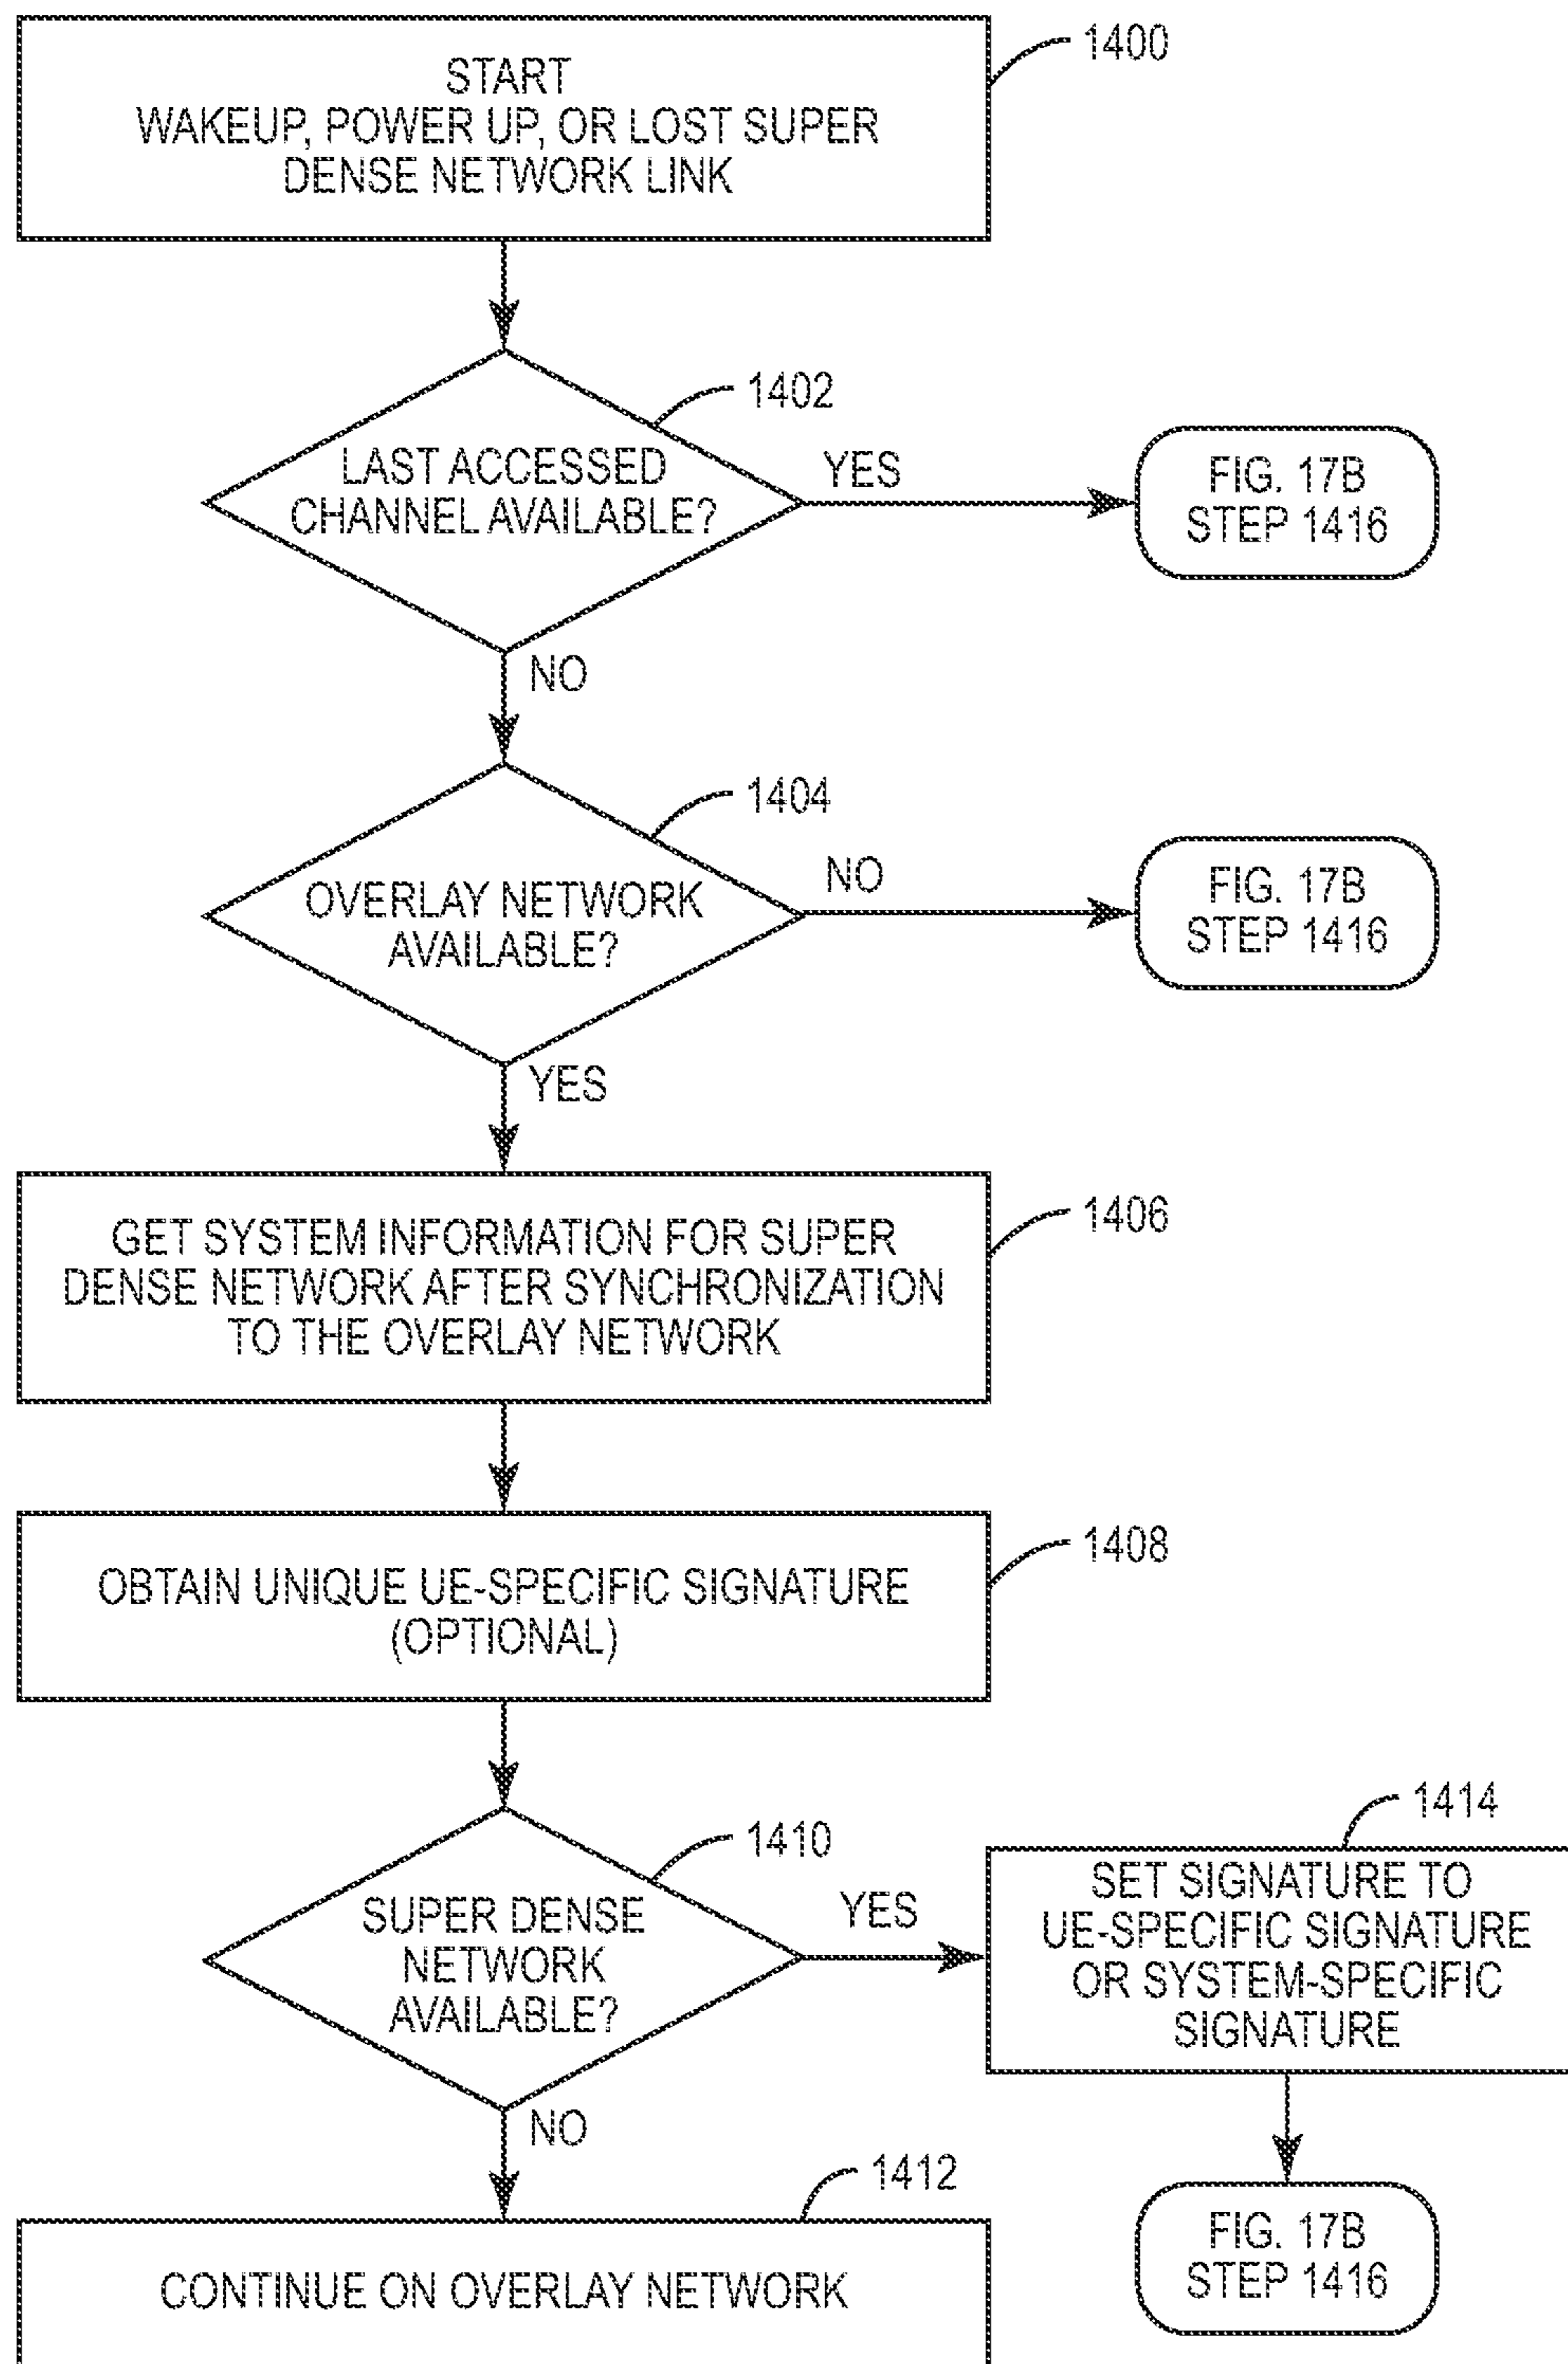 START
WAKEUP, POWER UP, OR LOST SUPER
DENSE NETWORK LINK
1400
1402
LAST ACCESSED
CHANNEL AVAILABLE?
YES
FIG. 17B
STEP 1416
NO
1404
OVERLAY NETWORK
AVAILABLE?
NO
FIG. 17B
STEP 1416
YES
GET SYSTEM INFORMATION FOR SUPER
DENSE NETWORK AFTER SYNCHRONIZATION
TO THE OVERLAY NETWORK
1406
OBTAIN UNIQUE UE-SPECIFIC SIGNATURE
(OPTIONAL)
1408
1410
SUPER DENSE
NETWORK
AVAILABLE?
YES
1414
SET SIGNATURE TO
UE-SPECIFIC SIGNATURE
OR SYSTEM-SPECIFIC
SIGNATURE
NO
1412
CONTINUE ON OVERLAY NETWORK
FIG. 17B
STEP 1416